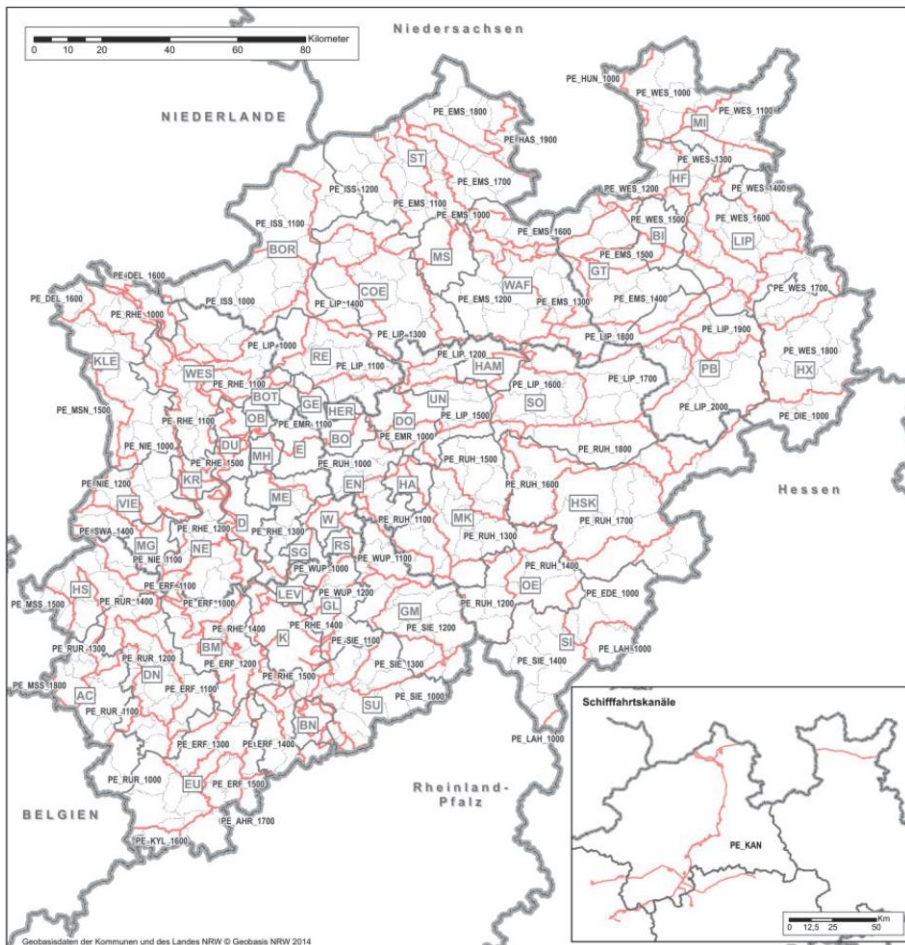 Niedersachsen
Kilometer
0 10 20 40 60 80
PE_HUN_1000
PE_WES_1000
NIEDERLANDE
PE_EMS_1800
PE_WES_1100
PE_HAS_1900
MI
ST
PE_WES_1300
PE_ISS_1200
HF
PE_EMS_1700
PE_WES_1200
PE_WES_1400
PE_EMS_1100
PE_EMS_1000
PE_ISS_1100
PE_WES_1500
PE_WES_1600
PE_EMS_1600
BI
LIP
BOR
MS
PE_EMS_1500
PE_DEL_1600
GT
WAF
PE_WES_1700
PE_DEL_1600
COE
PE_ISS_1000
PE_LIP_1400
PE_EMS_1200
PE_EMS_1300
PE_EMS_1400
PE_RHE_1000
PE_LIP_1900
PE_LIP_1300
PE_LIP_1800
PE_LIP_1000
PE_WES_1800
KLE
RE
PE_LIP_1200
PE_LIP_1100
HAM
PB
HX
WES
PE_RHE_1100
PE_LIP_1600
PE_LIP_1700
BOT
UN
GE
HER
SO
PE_LIP_2000
PE_MSN_1500
OB
PE_EMR_1100
PE_LIP_1500
PE_DIE_1000
PE_RHE_1100
DO
BO
PE_EMR_1000
DU
E
PE_NIE_1000
MH
PE_RUH_1800
PE_RHE_1500
PE_RUH_1000
PE_RUH_1500
KR
EN
HA
PE_RUH_1600
PE_NIE_1200
Hessen
ME
VIE
HSK
PE_RUH_1100
W
MK
D
PE_RUH_1700
PE_SWA_1400
PE_RHE_1200
PE_RHE_1300
PE_RUH_1300
MG
NE
SG
RS
PE_NIE_1100
PE_WUP_1100
PE_RUH_1400
PE_WUP_1000
OE
HS
PE_ERF_1100
LEV
PE_WUP_1200
PE_EDE_1000
PE_MSS_1500
PE_RUR_1400
PE_ERF_1000
GL
PE_RUH_1200
GM
PE_RHE_1400
PE_RHE_1400
PE_SIE_1200
K
PE_SIE_1100
SI
PE_RUR_1300
BM
PE_LAH_1000
PE_RUR_1200
PE_ERF_1200
PE_SIE_1300
PE_SIE_1400
DN
PE_RHE_1500
PE_MSS_1800
PE_ERF_1100
AC
PE_SIE_1000
SU
Schifffahrtskanäle
PE_RUR_1100
BN
PE_LAH_1000
PE_ERF_1300
PE_ERF_1400
PE_RUR_1000
EU
PE_ERF_1500
Rheinland-
Pfalz
BELGIEN
PE_AHR_1700
PE_KYL_1600
PE_KAN
Km
0 12,5 25 50
Geobasisdaten der Kommunen und des Landes NRW © Geobasis NRW 2014